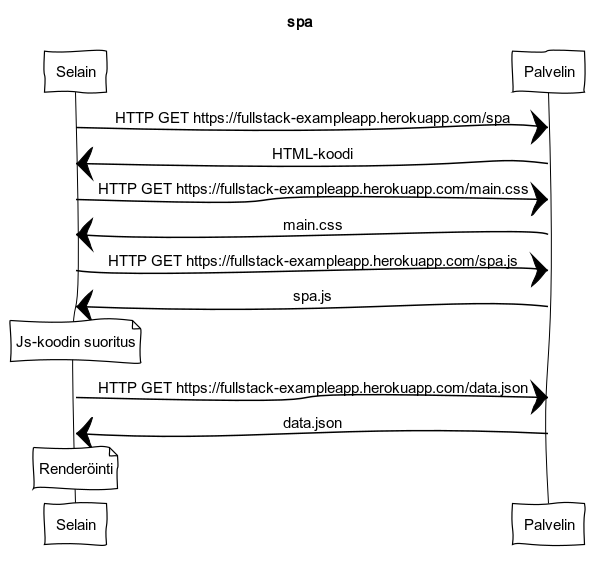 spa
Selain
Palvelin
HTTP GET https://fullstack-exampleapp.herokuapp.com/spa
HTML-koodi
HTTP GET https://fullstack-exampleapp.herokuapp.com/main.css
main.css
HTTP GET https://fullstack-exampleapp.herokuapp.com/spa.js
spa.js
Js-koodin suoritus
HTTP GET https://fullstack-exampleapp.herokuapp.com/data.json
data.json
Renderöinti
Selain
Palvelin